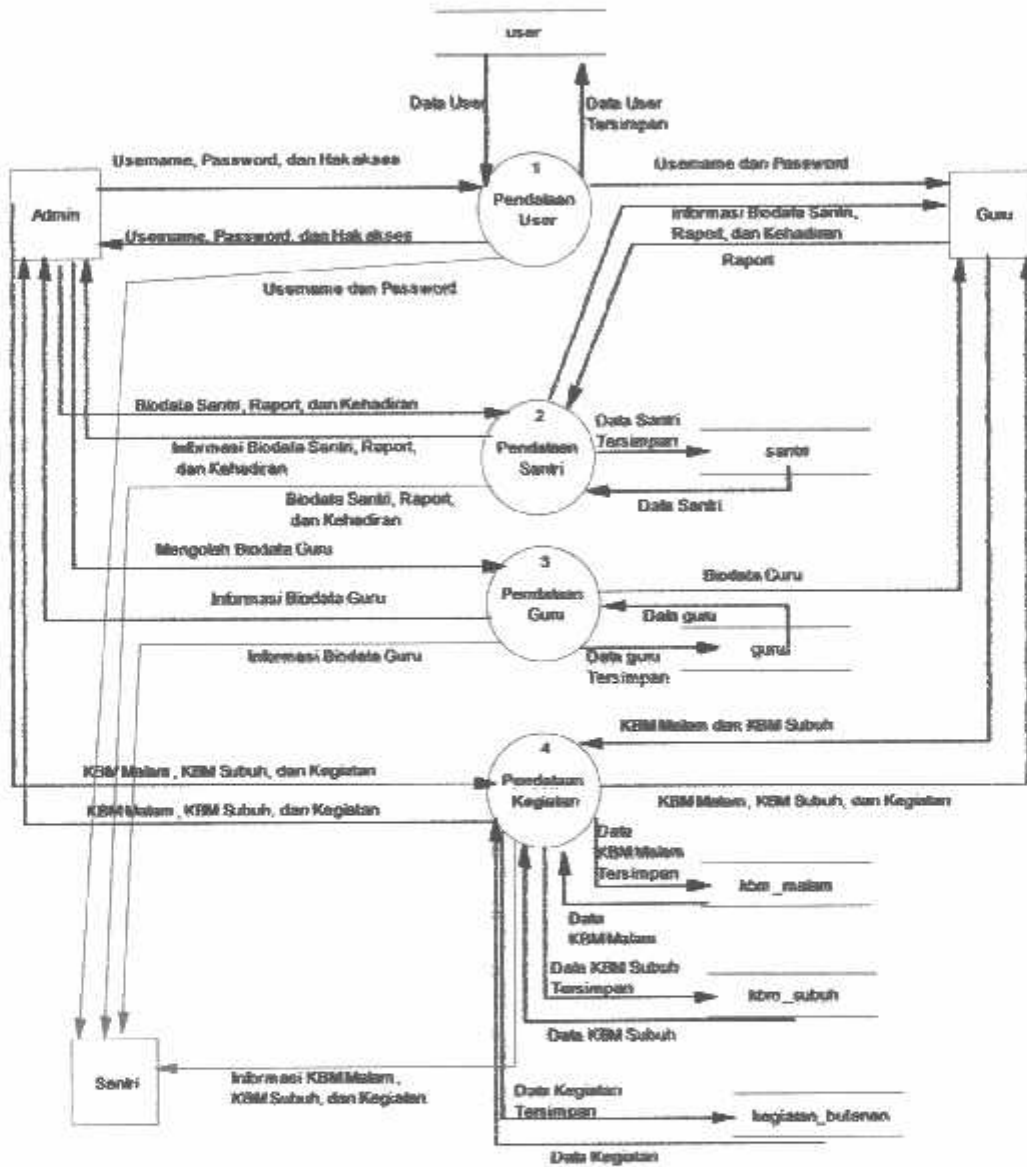 user
Data User
Data User
Tersimpan
Username, Password, dan Hakakses
1
Pendataan
User
Username dan Password
Admin
Guru
Informasi Biodata Santri,
Raport, dan Kehadiran
Raport
Username, Password, dan Hakakses
Username dan Password
Biodata Santri, Raport, dan Kehadiran
2
Pendataan
Santri
Data Santri
Tersimpan
santri
Informasi Biodata Santri, Raport,
dan Kehadiran
Data Santri
Biodata Santri, Raport,
dan Kehadiran
Mengolah Biodata Guru
3
Pendataan
Guru
Biodata Guru
Informasi Biodata Guru
Data guru
guru
Informasi Biodata Guru
Data guru
Tersimpan
KBM Malam dan KBM Subuh
4
Pendataan
Kegiatan
KBM Malam , KBM Subuh, dan Kegiatan
KBM Malam, KBM Subuh, dan Kegiatan
KBM Malam , KBM Subuh, dan Kegiatan
Data
KBM Malam
Tersimpan
kbm_malam
Data
KBM Malam
Data KBM Subuh
Tersimpan
kbm_subuh
Data KBM Subuh
Santri
Informasi KBM Malam,
KBM Subuh, dan Kegiatan
Data Kegiatan
Tersimpan
kegiatan_bulanan
Data Kegiatan